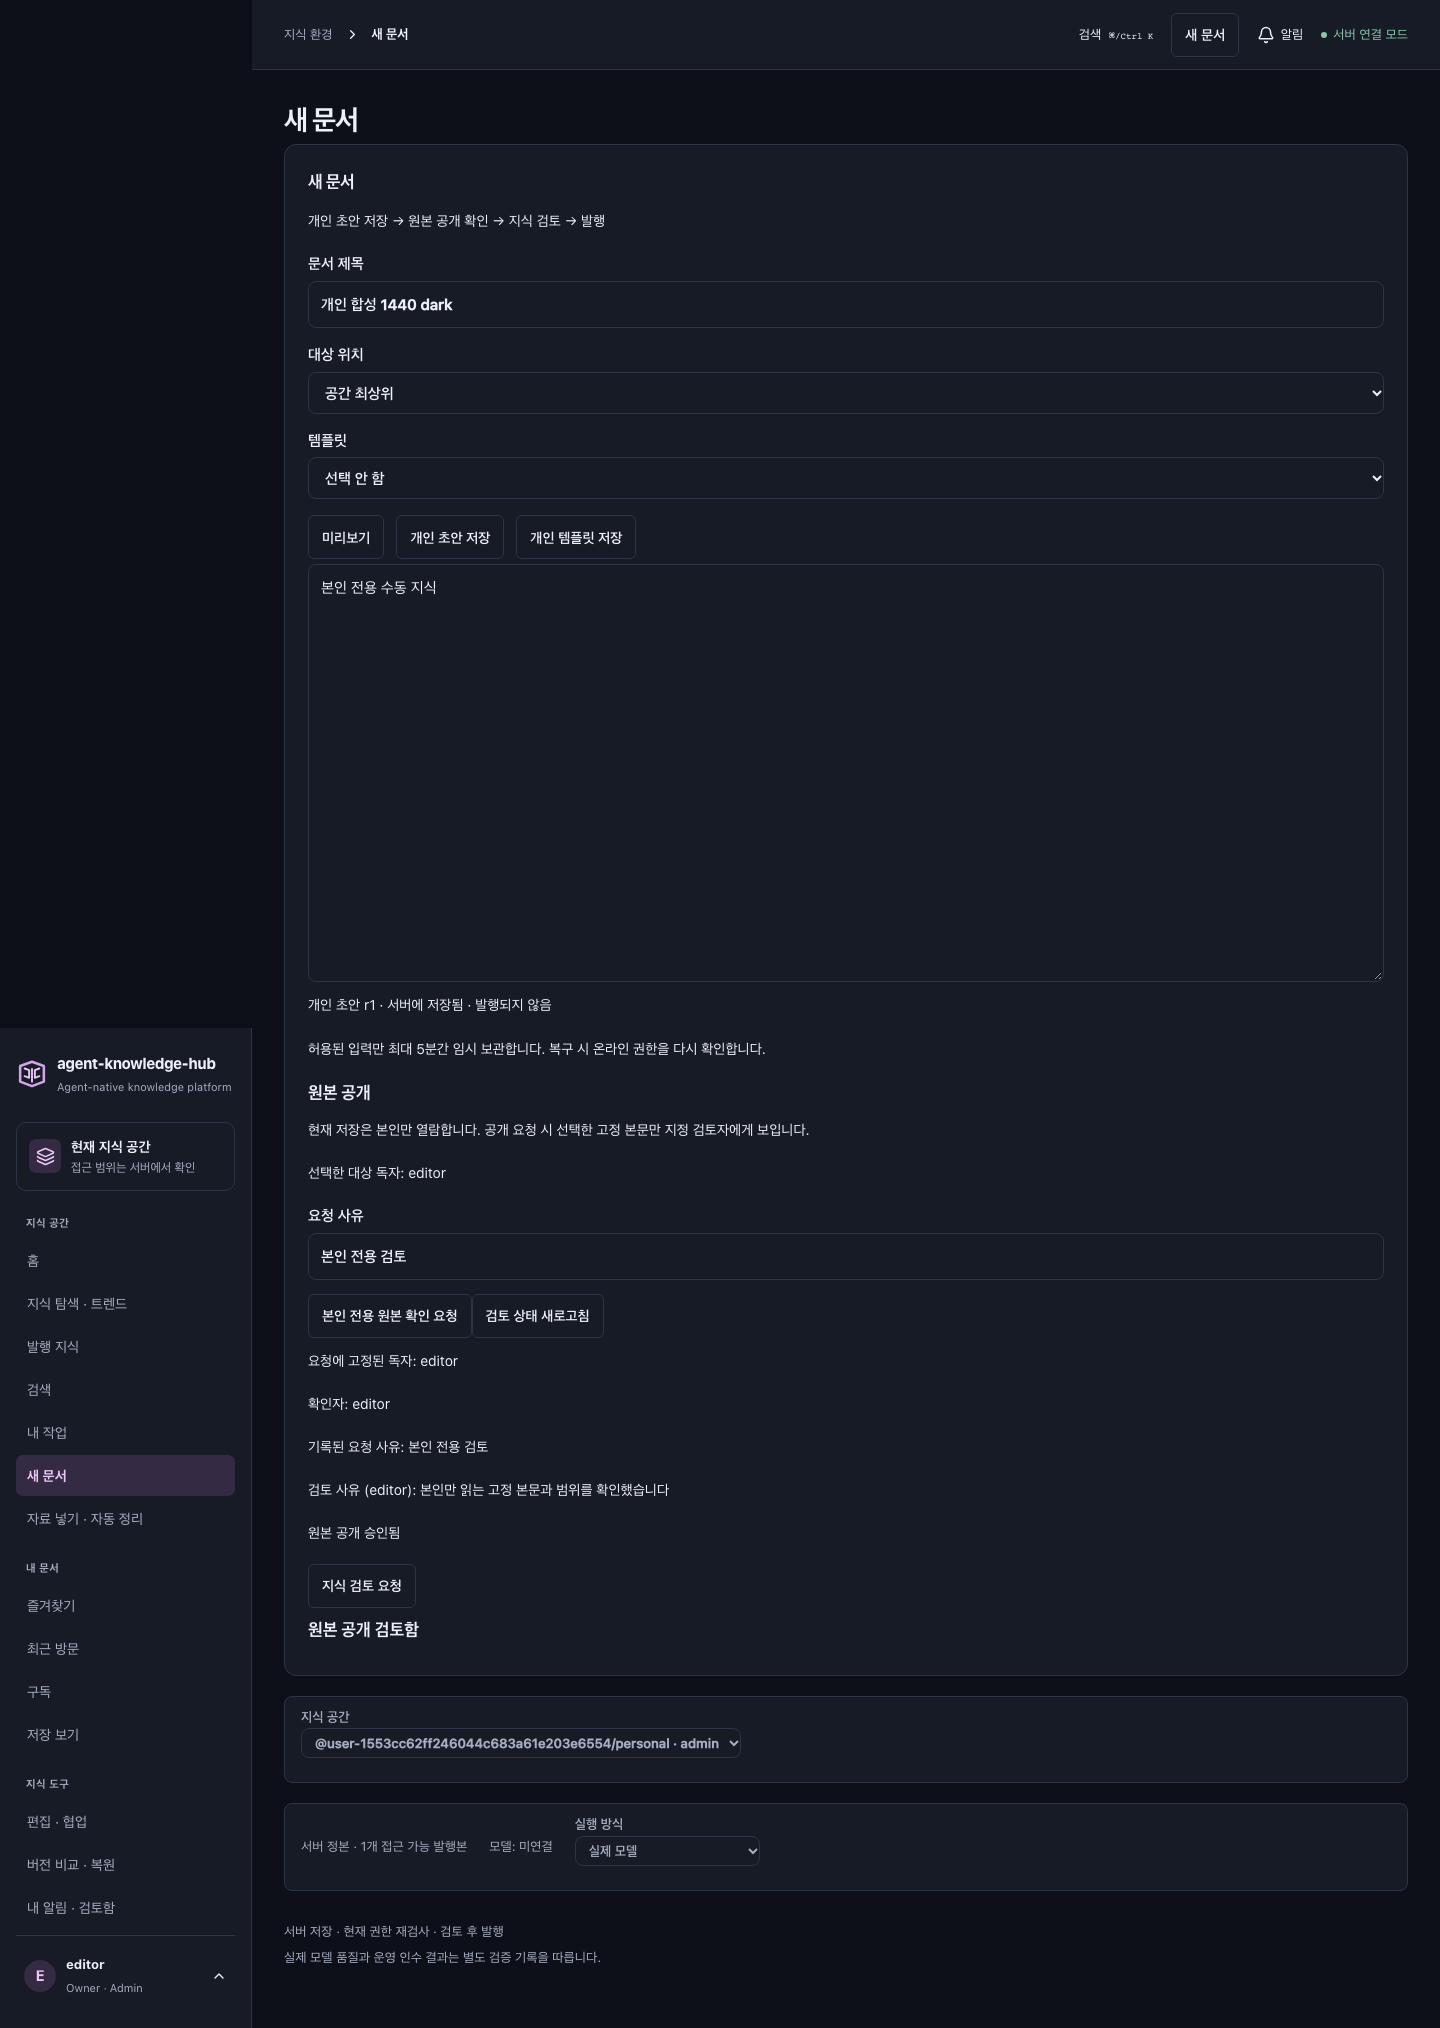 지식 환경 > 새 문서
검색 ⌘/Ctrl K
새 문서
알림
서버 연결 모드
새 문서
새 문서
개인 초안 저장 → 원본 공개 확인 → 지식 검토 → 발행
문서 제목
개인 합성 1440 dark
대상 위치
공간 최상위
템플릿
선택 안 함
미리보기
개인 초안 저장
개인 템플릿 저장
본인 전용 수동 지식
개인 초안 r1 · 서버에 저장됨 · 발행되지 않음
허용된 입력만 최대 5분간 임시 보관합니다. 복구 시 온라인 권한을 다시 확인합니다.
원본 공개
현재 저장은 본인만 열람합니다. 공개 요청 시 선택한 고정 본문만 지정 검토자에게 보입니다.
선택한 대상 독자: editor
요청 사유
본인 전용 검토
본인 전용 원본 확인 요청
검토 상태 새로고침
요청에 고정된 독자: editor
확인자: editor
기록된 요청 사유: 본인 전용 검토
검토 사유 (editor): 본인만 읽는 고정 본문과 범위를 확인했습니다
원본 공개 승인됨
지식 검토 요청
원본 공개 검토함
지식 공간
@user-1553cc62ff246044c683a61e203e6554/personal · admin
서버 정본 · 1개 접근 가능 발행본
모델: 미연결
실행 방식
실제 모델
서버 저장 · 현재 권한 재검사 · 검토 후 발행
실제 모델 품질과 운영 인수 결과는 별도 검증 기록을 따릅니다.
agent-knowledge-hub
Agent-native knowledge platform
현재 지식 공간
접근 범위는 서버에서 확인
지식 공간
홈
지식 탐색 · 트렌드
발행 지식
검색
내 작업
새 문서
자료 넣기 · 자동 정리
내 문서
즐겨찾기
최근 방문
구독
저장 보기
지식 도구
편집 · 협업
버전 비교 · 복원
내 알림 · 검토함
E
editor
Owner · Admin